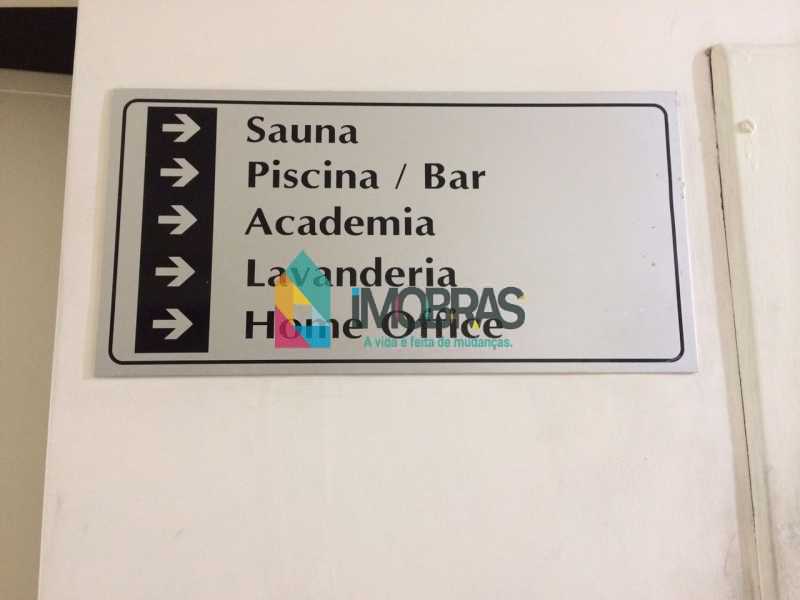 Sauna
Piscina / Bar
Academia
Lavanderia
Home Office
iMOBRAS
A vida é feita de mudanças.